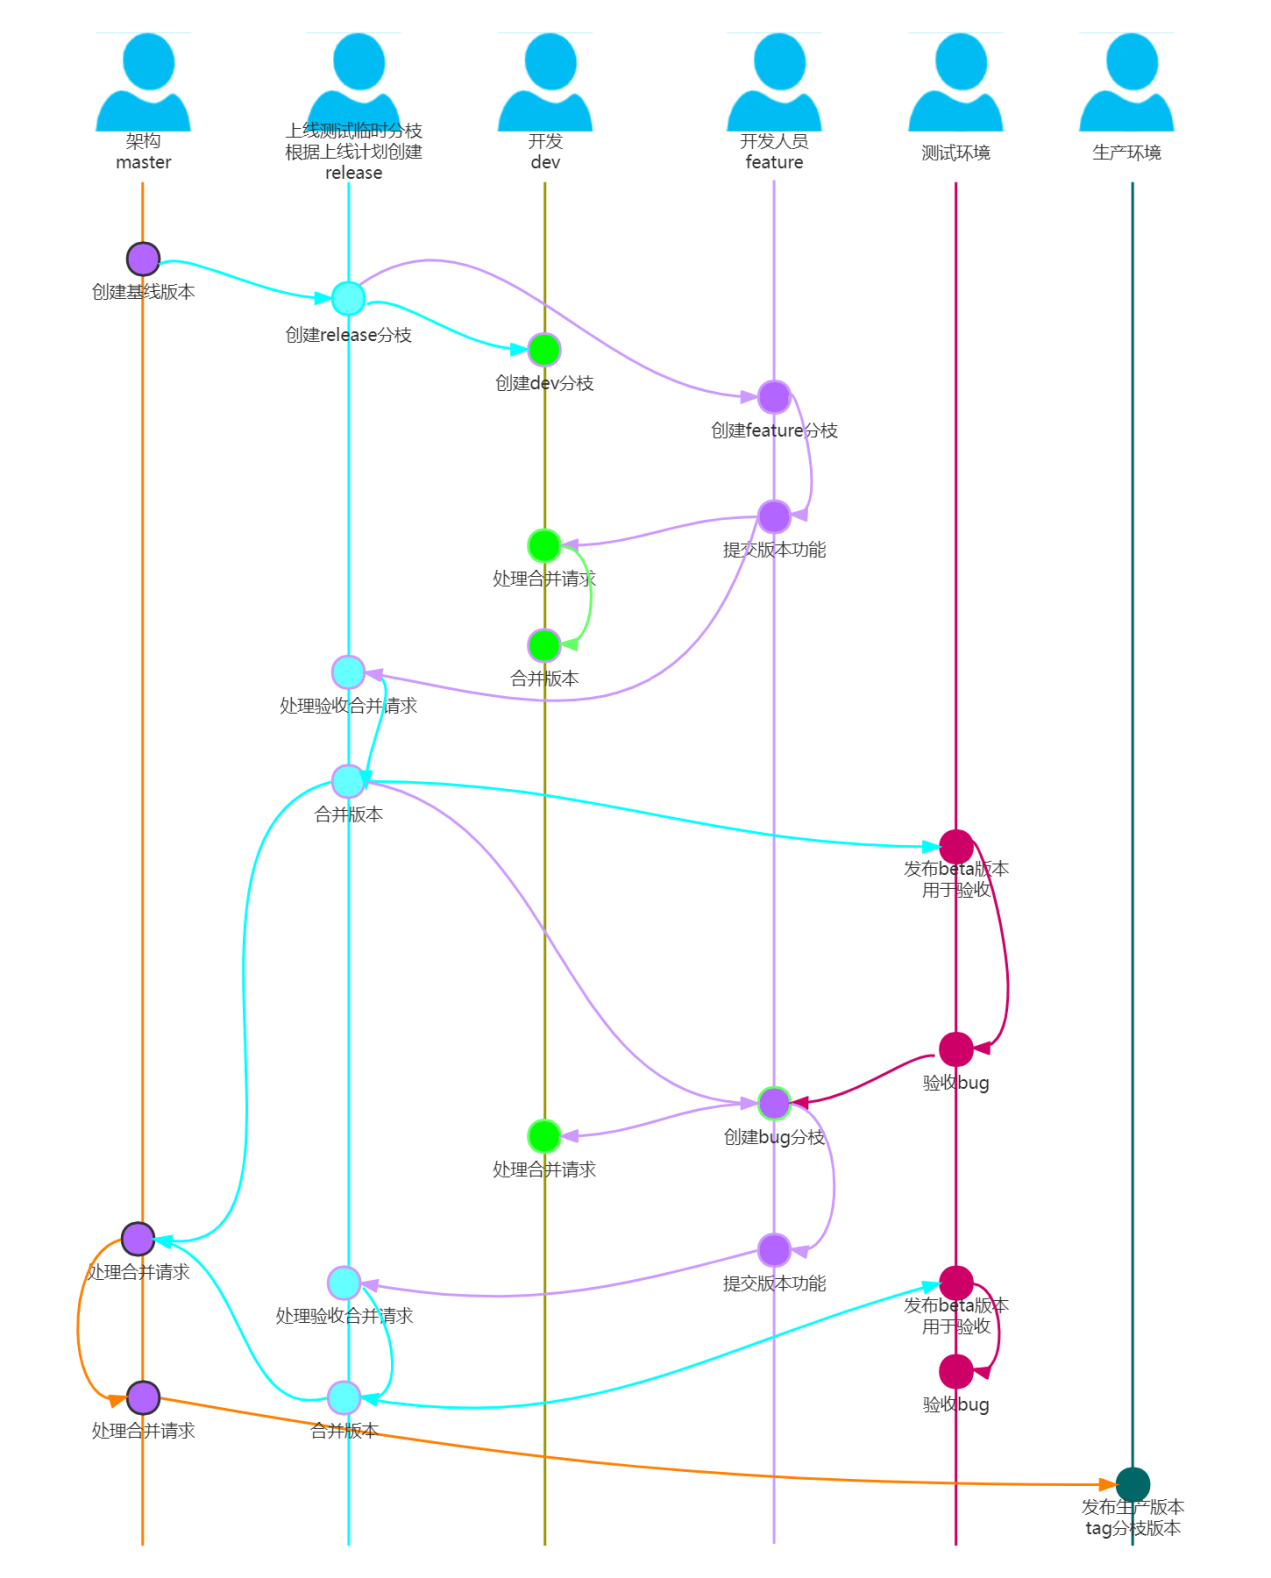 架构
master
上线测试临时分枝
根据上线计划创建
release
开发
dev
开发人员
feature
测试环境
生产环境
创建基线版本
创建release分枝
创建dev分枝
创建feature分枝
提交版本功能
处理合并请求
合并版本
处理验收合并请求
合并版本
发布beta版本
用于验收
验收bug
创建bug分枝
处理合并请求
处理合并请求
提交版本功能
处理验收合并请求
发布beta版本
用于验收
验收bug
处理合并请求
合并版本
发布生产版本
tag分枝版本